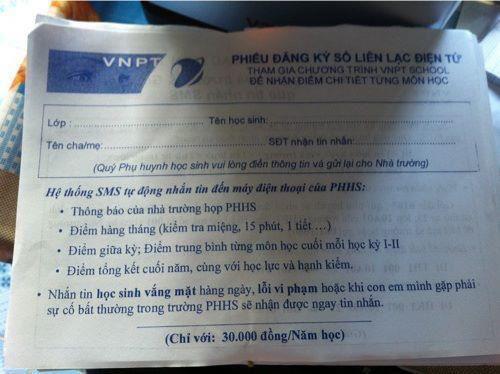 VNPT
PHIẾU ĐĂNG KÝ SỔ LIÊN LẠC ĐIỆN TỬ
THAM GIA CHƯƠNG TRÌNH VNPT SCHOOL
ĐỂ NHẬN ĐIỂM CHI TIẾT TỪNG MÔN HỌC
Lớp : Tên học sinh:
Tên cha/mẹ: SĐT nhận tin nhắn:
(Quý Phụ huynh học sinh vui lòng điền thông tin và gửi lại cho Nhà trường)
Hệ thống SMS tự động nhắn tin đến máy điện thoại của PHHS:
• Thông báo của nhà trường họp PHHS
• Điểm hàng tháng (kiểm tra miệng, 15 phút, 1 tiết …)
• Điểm giữa kỳ; Điểm trung bình từng môn học cuối mỗi học kỳ I-II
• Điểm tổng kết cuối năm, cùng với học lực và hạnh kiểm.
• Nhắn tin học sinh vắng mặt hàng ngày, lỗi vi phạm hoặc khi con em mình gặp phải
sự cố bất thường trong trường PHHS sẽ nhận được ngay tin nhắn.
(Chỉ với: 30.000 đồng/Năm học)